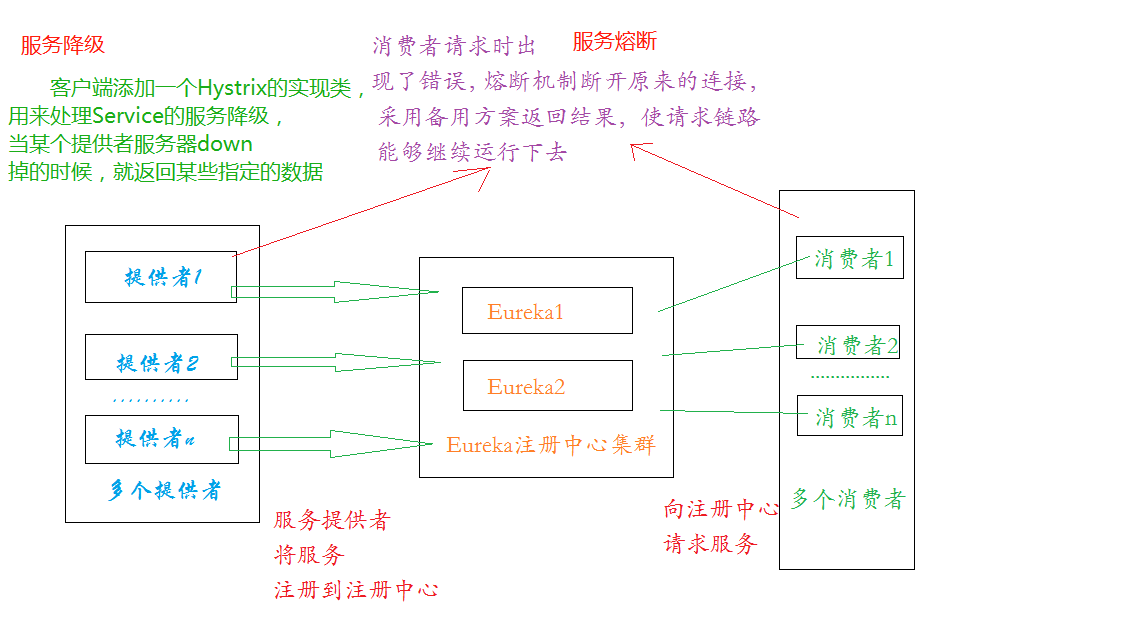 服务降级
客户端添加一个Hystrix的实现类，
用来处理Service的服务降级，
当某个提供者服务器down
掉的时候，就返回某些指定的数据
服务熔断
消费者请求时出
现了错误，熔断机制断开原来的连接，
采用备用方案返回结果，使请求链路
能够继续运行下去
提供者1
提供者2
..........
提供者n
多个提供者
服务提供者
将服务
注册到注册中心
Eureka1
Eureka2
Eureka注册中心集群
向注册中心
请求服务
消费者1
消费者2
................
消费者n
多个消费者